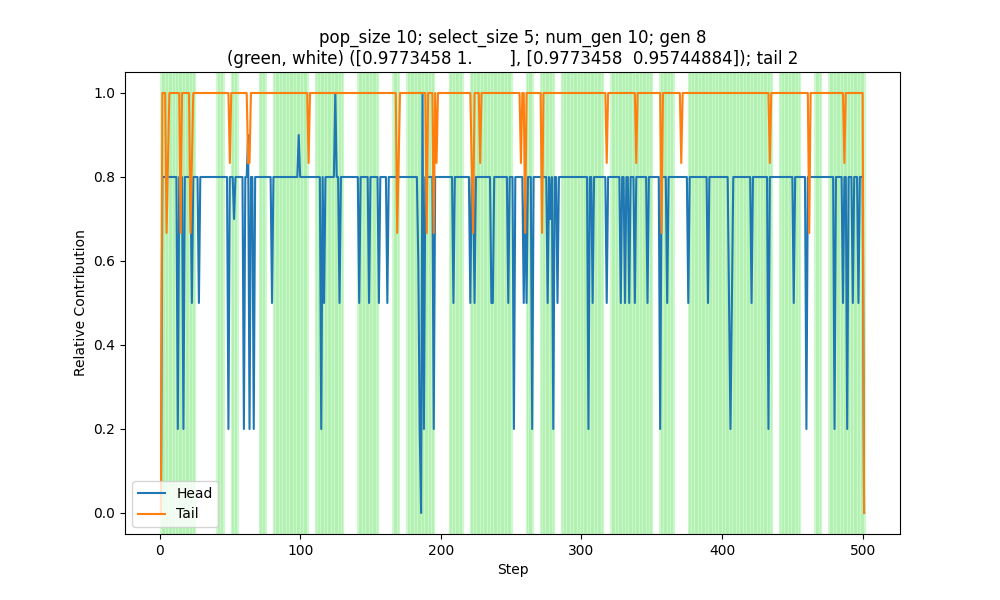 pop_size 10; select_size 5; num_gen 10; gen 8
(green, white) ([0.9773458 1.       ], [0.9773458  0.95744884]); tail 2
1.0
0.8
0.6
0.4
0.2
0.0
Relative Contribution
Head
Tail
0
100
200
300
400
500
Step